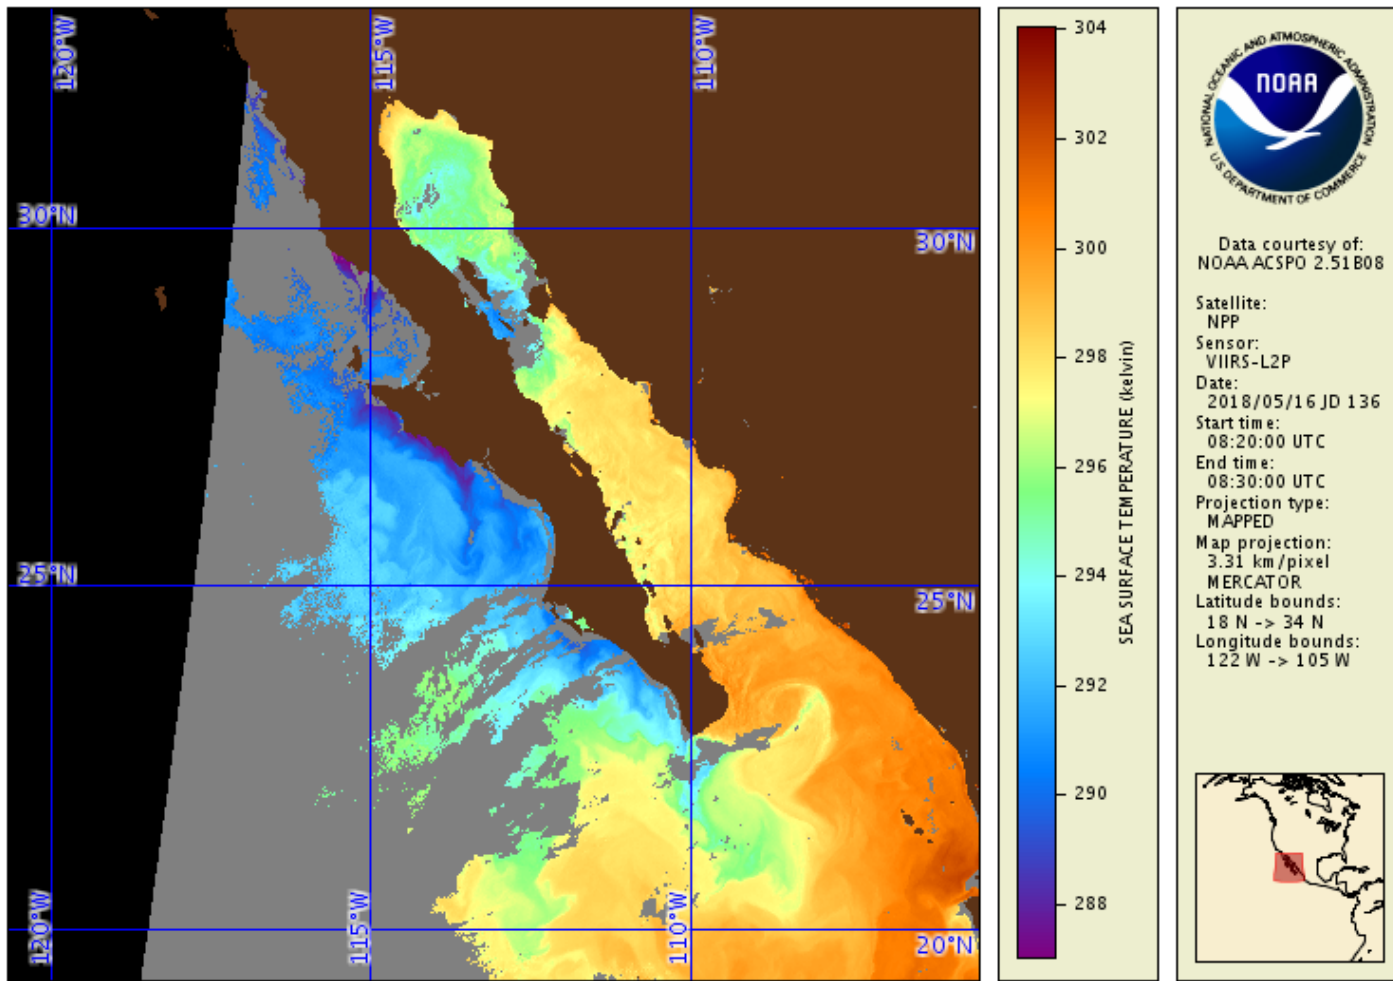 120°W
115°W
110°W
30°N
30°N
25°N
25°N
120°W
115°W
110°W
20°N
304
302
300
298
296
294
292
290
288
SEA SURFACE TEMPERATURE (kelvin)
NATIONAL OCEANIC AND ATMOSPHERIC ADMINISTRATION
NOAA
U.S. DEPARTMENT OF COMMERCE
Data courtesy of:
NOAA ACSPO 2.51B08
Satellite:
NPP
Sensor:
VIIRS-L2P
Date:
2018/05/16 JD 136
Start time:
08:20:00 UTC
End time:
08:30:00 UTC
Projection type:
MAPPED
Map projection:
3.31 km/pixel
MERCATOR
Latitude bounds:
18 N -> 34 N
Longitude bounds:
122 W -> 105 W